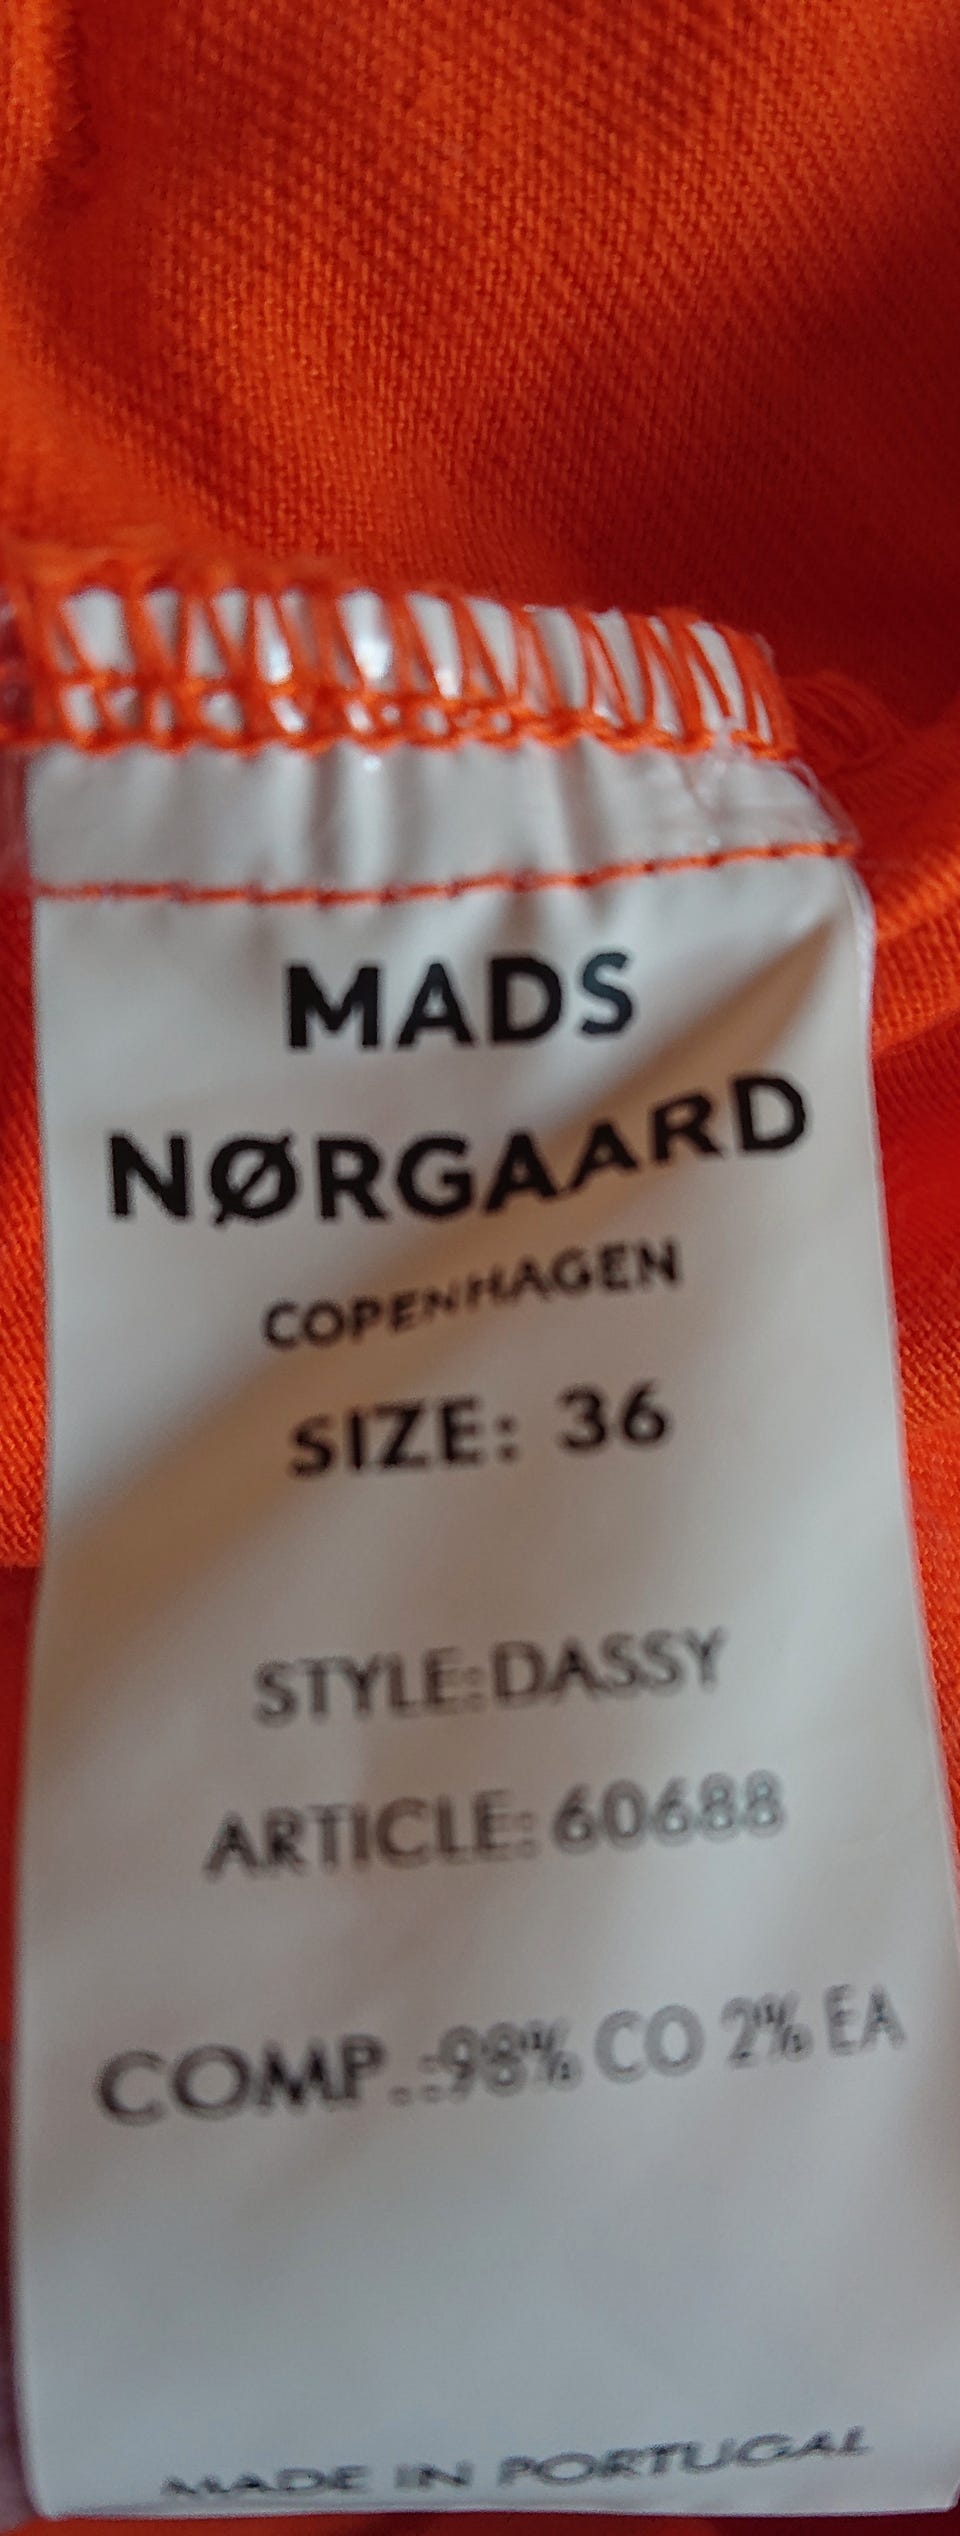 MADS
NØRGAARD
COPENHAGEN
SIZE: 36
STYLE:DASSY
ARTICLE: 60688
COMP.:98% CO 2% EA
MADE IN PORTUGAL